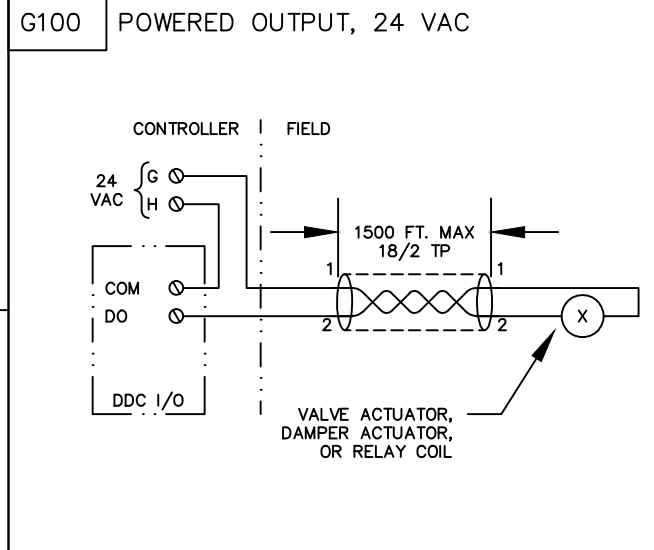 G100 POWERED OUTPUT, 24 VAC
CONTROLLER FIELD
24
VAC
G
H
1500 FT. MAX
18/2 TP
1 1
COM
DO
2 2
X
DDC I/O
VALVE ACTUATOR,
DAMPER ACTUATOR,
OR RELAY COIL